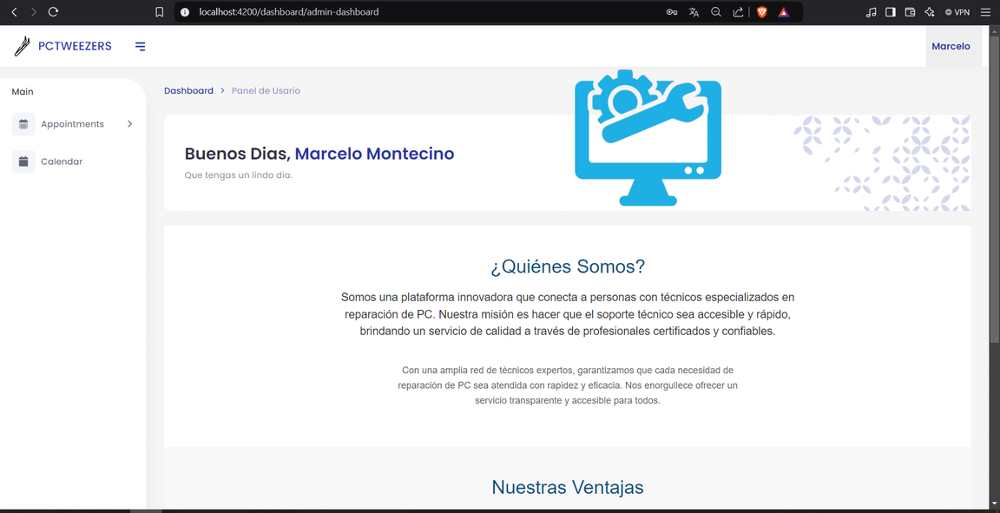 localhost:4200/dashboard/admin-dashboard
VPN
PCTWEEZERS
Marcelo
Main
Appointments
Calendar
Dashboard > Panel de Usario
Buenos Dias, Marcelo Montecino
Que tengas un lindo dia.
¿Quiénes Somos?
Somos una plataforma innovadora que conecta a personas con técnicos especializados en
reparación de PC. Nuestra misión es hacer que el soporte técnico sea accesible y rápido,
brindando un servicio de calidad a través de profesionales certificados y confiables.
Con una amplia red de técnicos expertos, garantizamos que cada necesidad de
reparación de PC sea atendida con rapidez y eficacia. Nos enorgullece ofrecer un
servicio transparente y accesible para todos.
Nuestras Ventajas